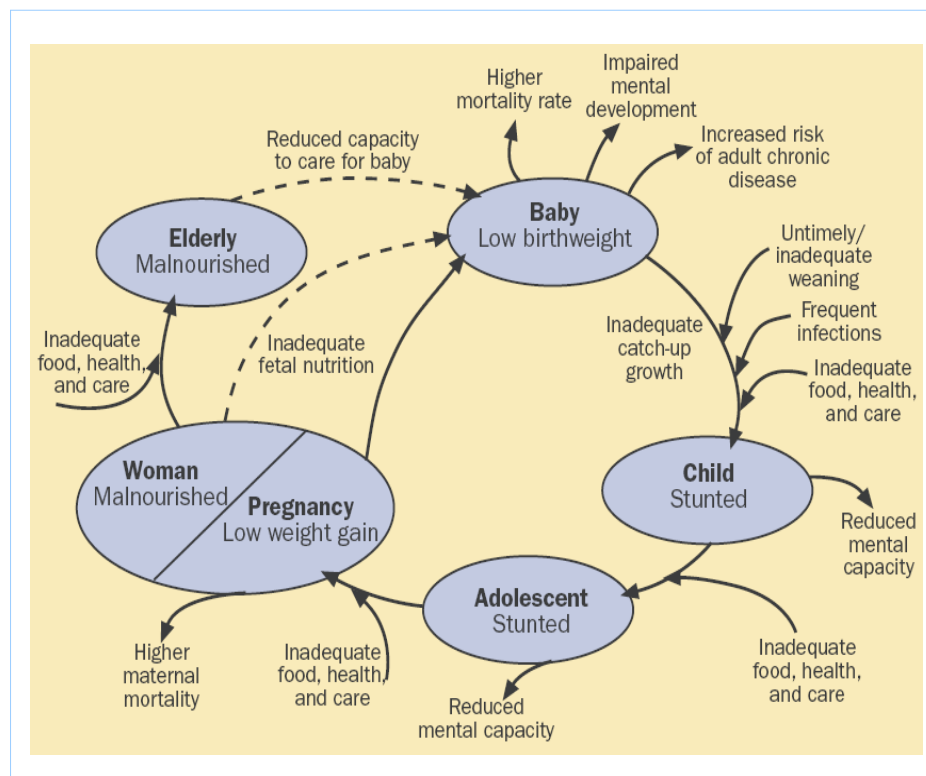 Higher
mortality rate
Impaired
mental
development
Increased risk
of adult chronic
disease
Reduced capacity
to care for baby
Baby
Low birthweight
Elderly
Malnourished
Untimely/
inadequate
weaning
Frequent
infections
Inadequate
food, health,
and care
Inadequate
catch-up
growth
Inadequate
food, health,
and care
Inadequate
fetal nutrition
Woman
Malnourished
Pregnancy
Low weight gain
Child
Stunted
Reduced
mental
capacity
Adolescent
Stunted
Higher
maternal
mortality
Inadequate
food, health,
and care
Reduced
mental capacity
Inadequate
food, health,
and care